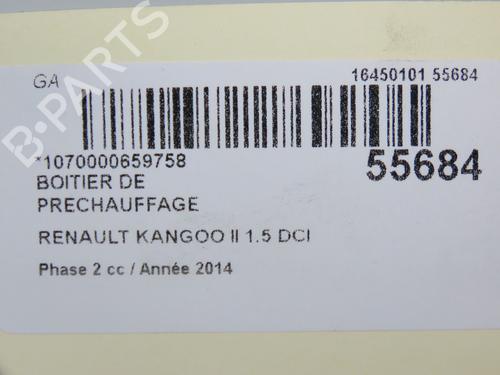 GA
16450101 55684
*1070000659758
55684
BOITIER DE
PRECHAUFFAGE
RENAULT KANGOO II 1.5 DCI
Phase 2 cc / Année 2014
B-PARTS